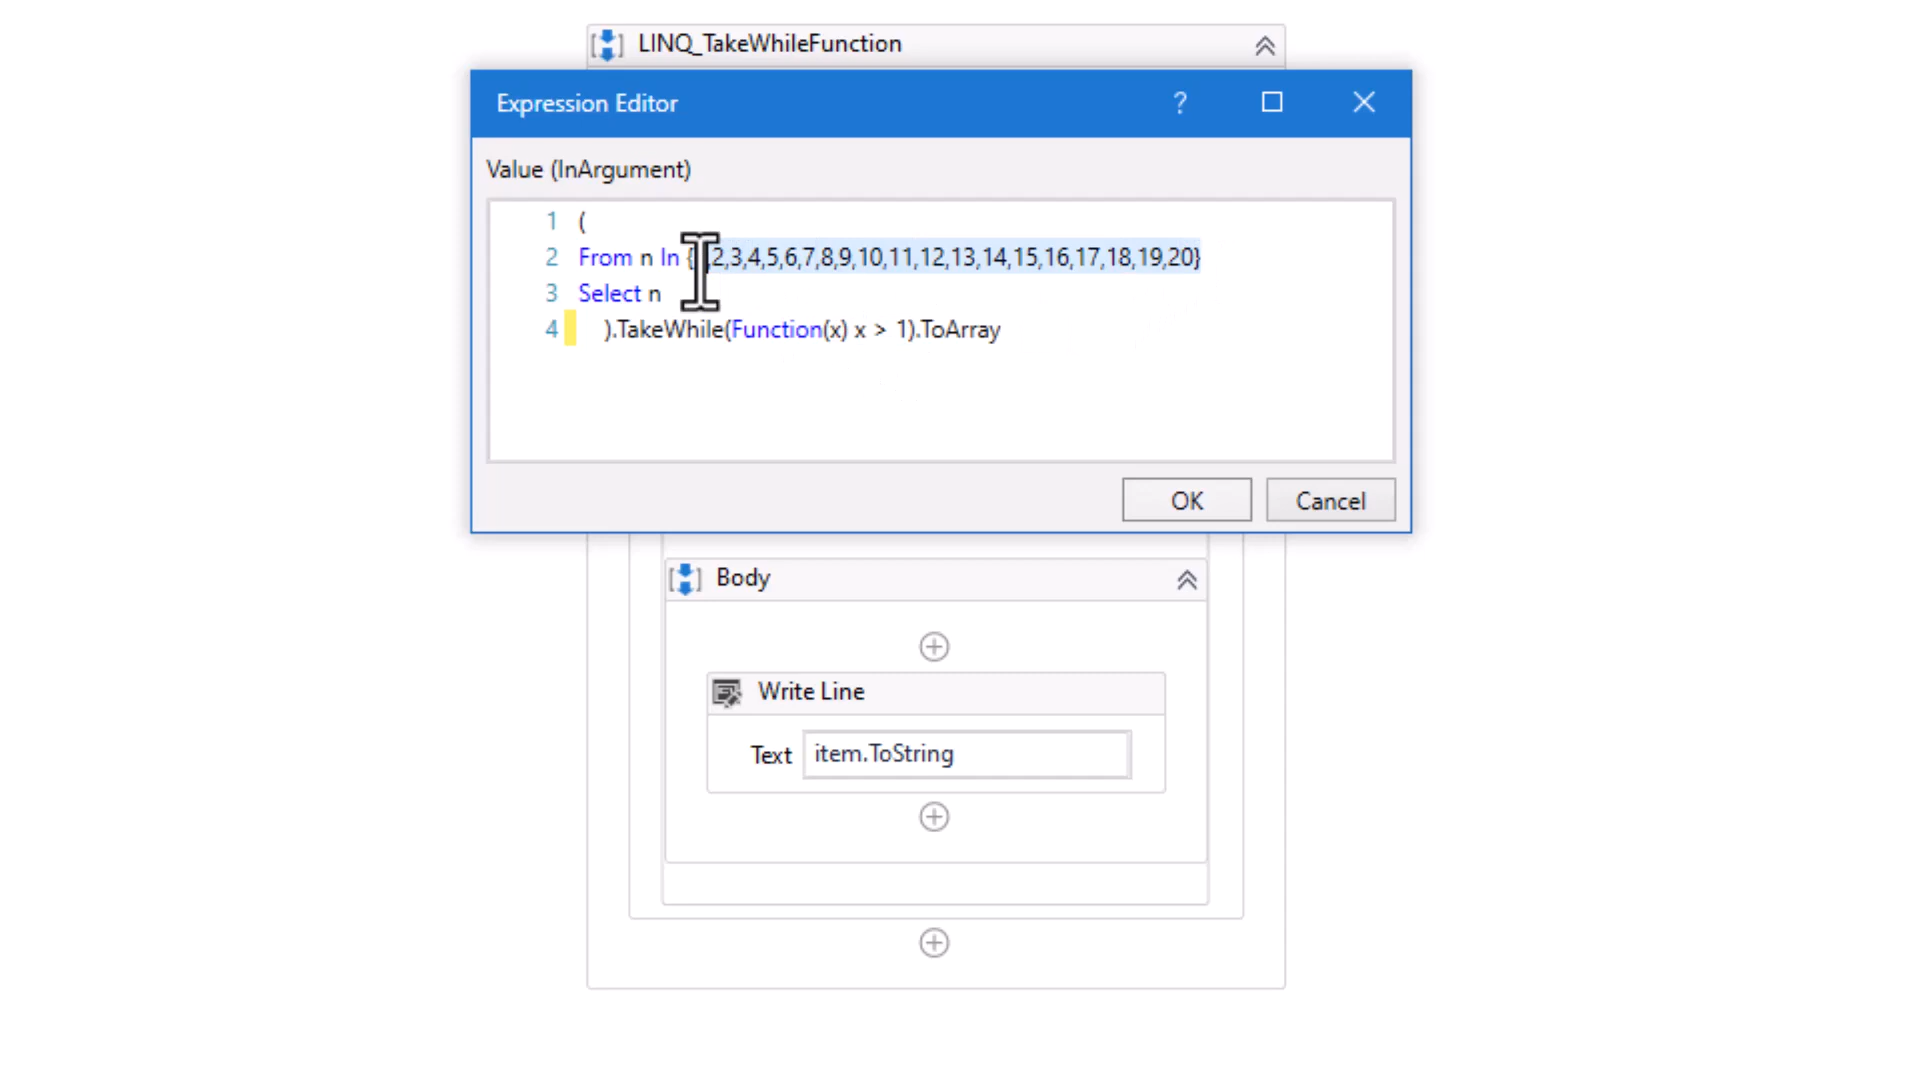 LINQ_TakeWhileFunction
Expression Editor
?
Value (InArgument)
1 (
2 From n In { ,2,3,4,5,6,7,8,9,10,11,12,13,14,15,16,17,18,19,20}
3 Select n
4 ).TakeWhile(Function(x) x > 1).ToArray
OK Cancel
Body
Write Line
Text item.ToString